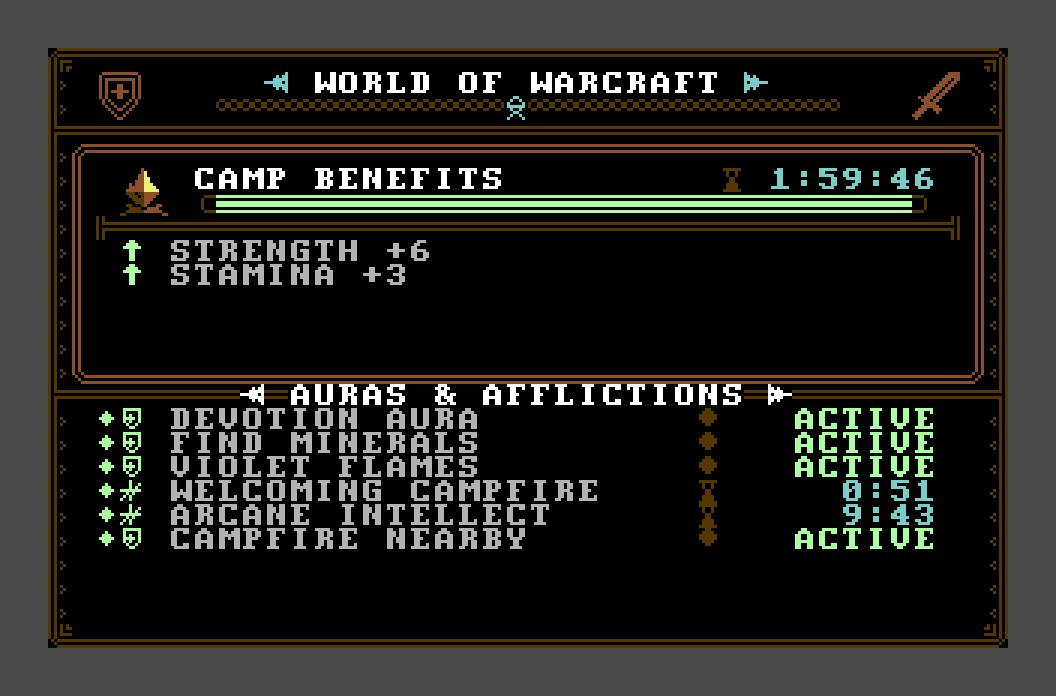 WORLD OF WARCRAFT
CAMP BENEFITS 1:59:46
STRENGTH +6
STAMINA +3
AURAS & AFFLICTIONS
DEVOTION AURA ACTIVE
FIND MINERALS ACTIVE
VIOLET FLAMES ACTIVE
WELCOMING CAMPFIRE 0:51
ARCANE INTELLECT 9:43
CAMPFIRE NEARBY ACTIVE